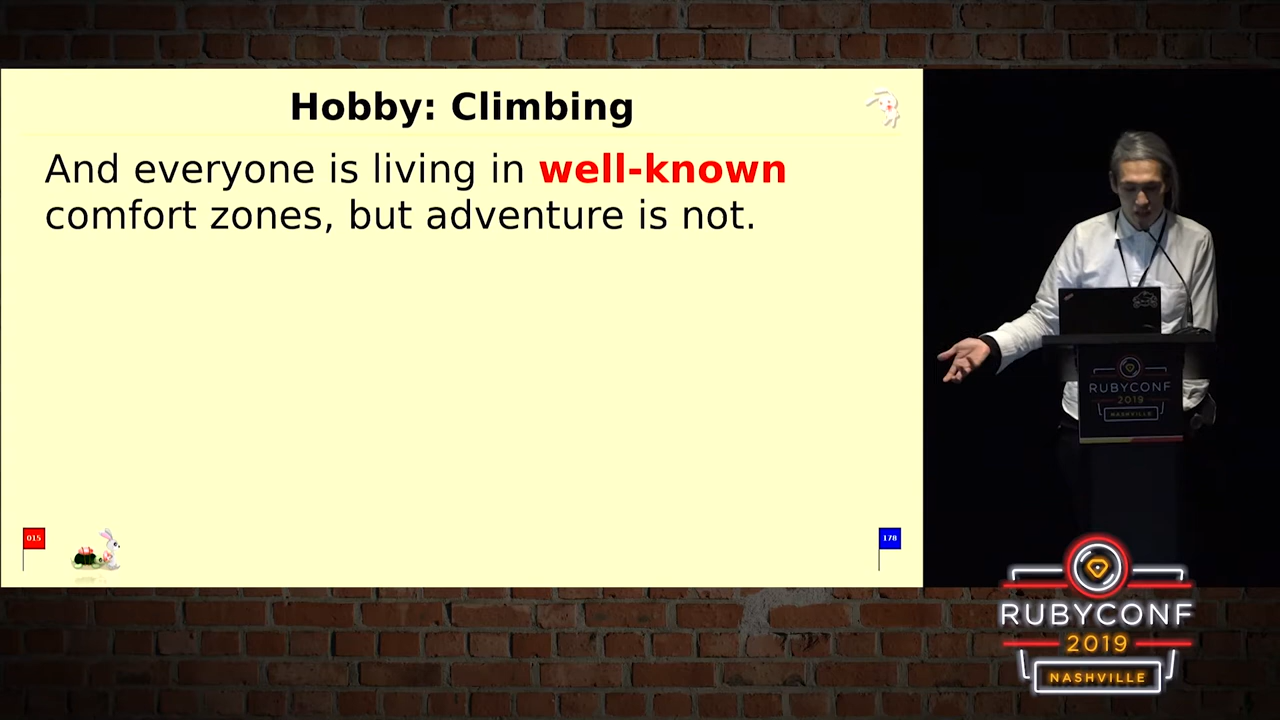 Hobby: Climbing
And everyone is living in well-known
comfort zones, but adventure is not.
015
178
RUBYCONF
2019
NASHVILLE
RUBYCONF
2019
NASHVILLE